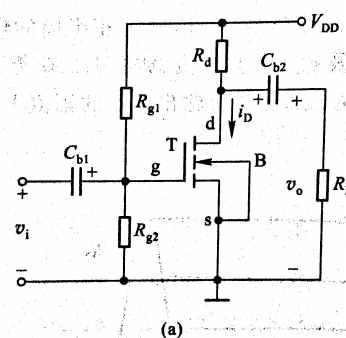 V_DD
R_d
C_b2
+ +
i_D
R_g1
d
T
B
C_b1 +
g
+
v_i
R_g2
s
v_o
R
−
−
(a)